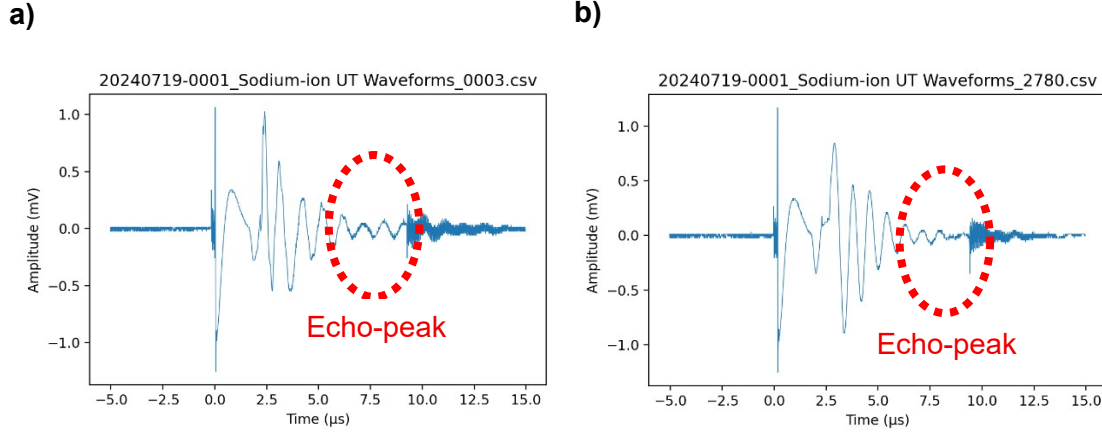 a)
20240719-0001_Sodium-ion UT Waveforms_0003.csv
Amplitude (mV)
1.0
0.5
0.0
−0.5
−1.0
Echo-peak
−5.0 −2.5 0.0 2.5 5.0 7.5 10.0 12.5 15.0
Time (μs)
b)
20240719-0001_Sodium-ion UT Waveforms_2780.csv
Amplitude (mV)
1.0
0.5
0.0
−0.5
−1.0
Echo-peak
−5.0 −2.5 0.0 2.5 5.0 7.5 10.0 12.5 15.0
Time (μs)